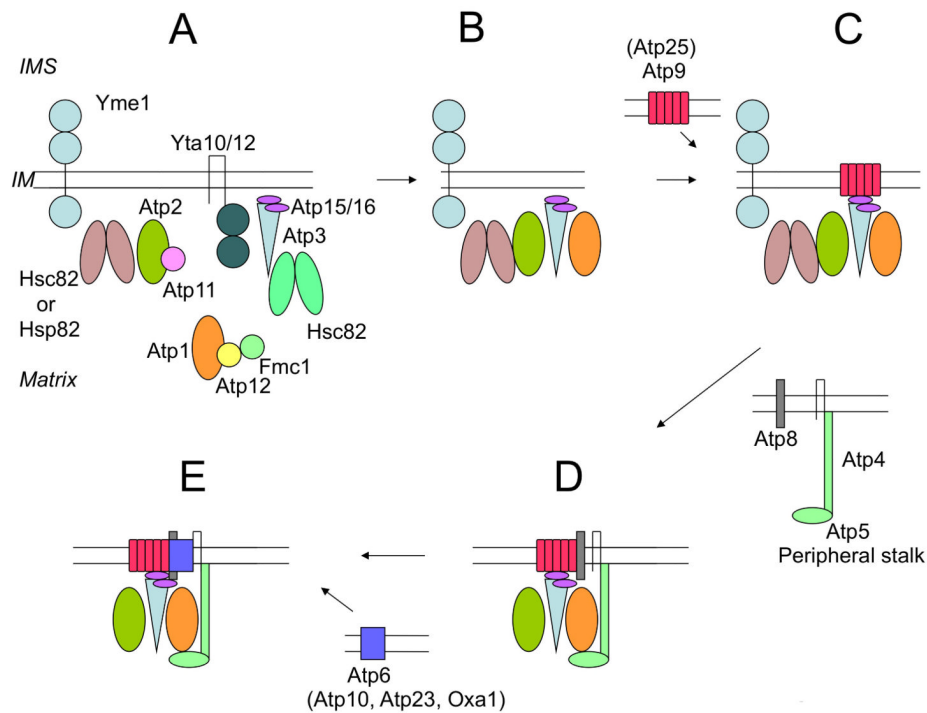 A
B
C
IMS
Yme1
Yta10/12
IM
Atp2
Atp15/16
Atp3
Hsc82
or
Hsp82
Atp11
Hsc82
Atp1
Fmc1
Atp12
Matrix
(Atp25)
Atp9
Atp8
Atp4
Atp5
Peripheral stalk
E
D
Atp6
(Atp10, Atp23, Oxa1)